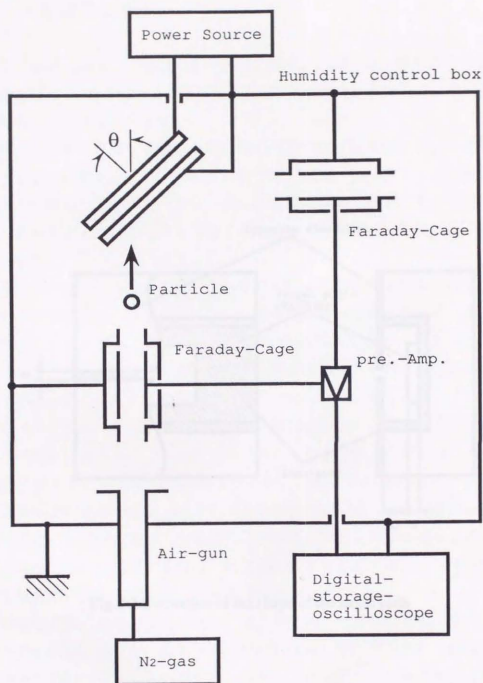 Power Source
Humidity control box
θ
Faraday-Cage
Particle
Faraday-Cage
pre.-Amp.
Air-gun
Digital-
storage-
oscilloscope
N2-gas